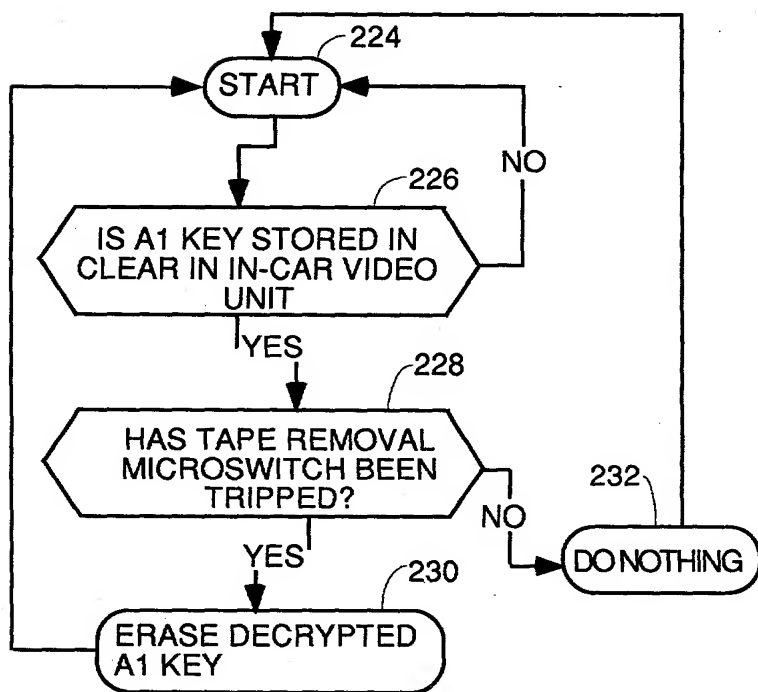 224
START
NO
226
IS A1 KEY STORED IN
CLEAR IN IN-CAR VIDEO
UNIT
YES
228
HAS TAPE REMOVAL
MICROSWITCH BEEN
TRIPPED?
NO
232
DO NOTHING
YES
230
ERASE DECRYPTED
A1 KEY